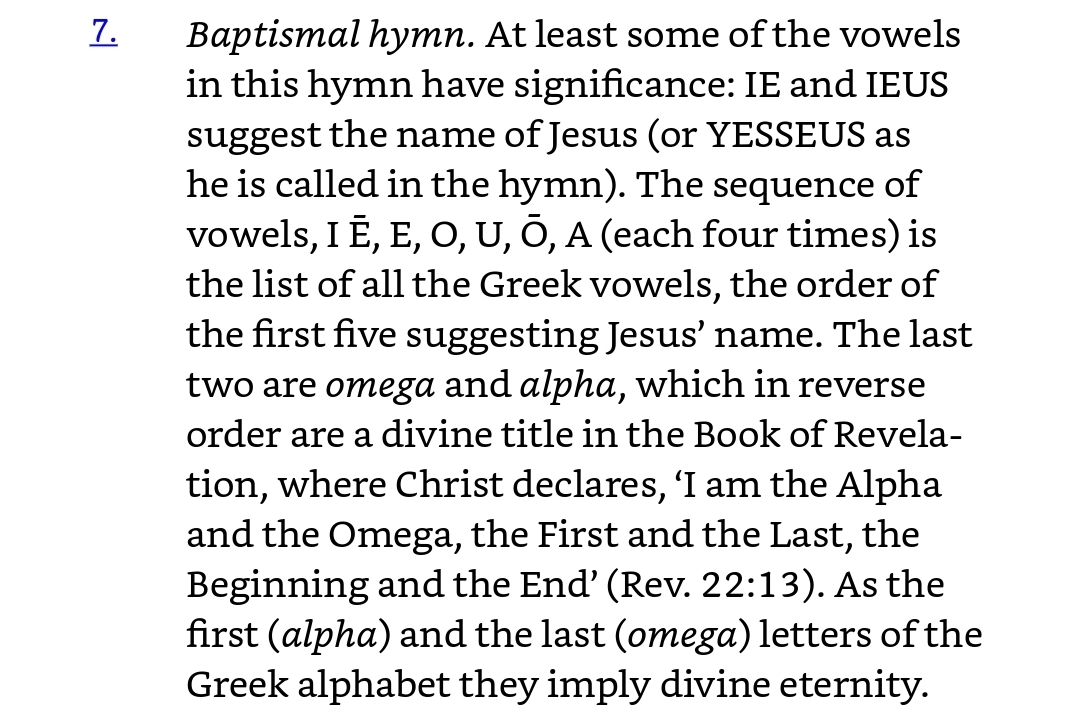 7. Baptismal hymn. At least some of the vowels
in this hymn have significance: IE and IEUS
suggest the name of Jesus (or YESSEUS as
he is called in the hymn). The sequence of
vowels, I Ē, E, O, U, Ō, A (each four times) is
the list of all the Greek vowels, the order of
the first five suggesting Jesus’ name. The last
two are omega and alpha, which in reverse
order are a divine title in the Book of Revela-
tion, where Christ declares, ‘I am the Alpha
and the Omega, the First and the Last, the
Beginning and the End’ (Rev. 22:13). As the
first (alpha) and the last (omega) letters of the
Greek alphabet they imply divine eternity.